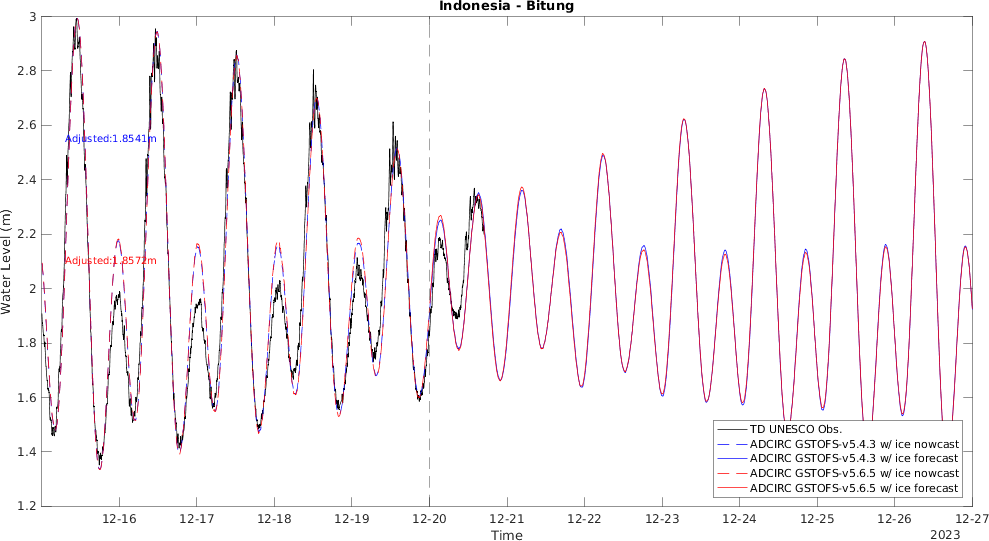 Indonesia - Bitung
Water Level (m)
3
2.8
2.6
2.4
2.2
2
1.8
1.6
1.4
1.2
Adjusted:1.8541m
Adjusted:1.8572m
TD UNESCO Obs.
ADCIRC GSTOFS-v5.4.3 w/ ice nowcast
ADCIRC GSTOFS-v5.4.3 w/ ice forecast
ADCIRC GSTOFS-v5.6.5 w/ ice nowcast
ADCIRC GSTOFS-v5.6.5 w/ ice forecast
12-16 12-17 12-18 12-19 12-20 12-21 12-22 12-23 12-24 12-25 12-26 12-27
Time
2023